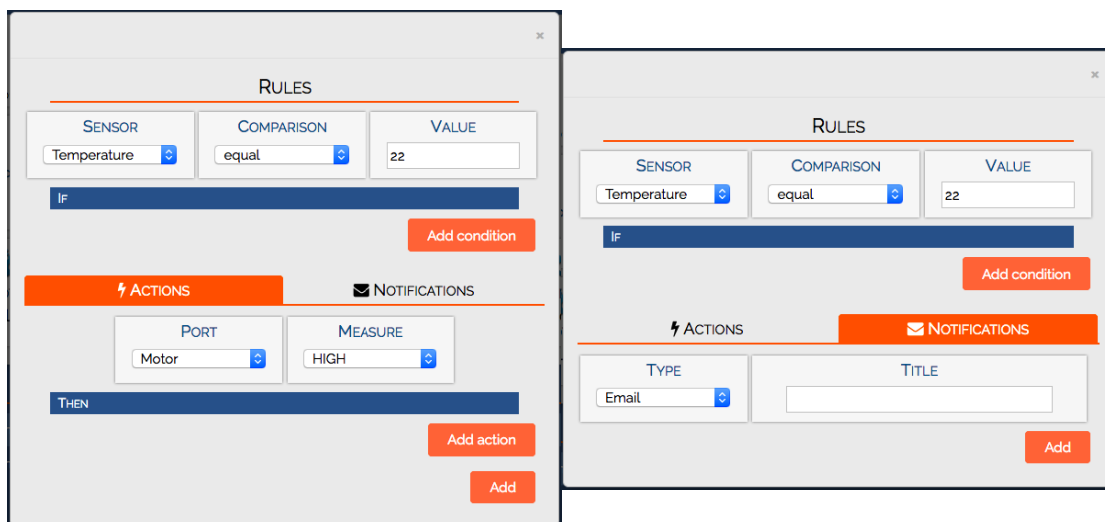 ×
RULES
SENSOR COMPARISON VALUE
Temperature equal 22
IF
Add condition
ACTIONS NOTIFICATIONS
PORT MEASURE
Motor HIGH
THEN
Add action
Add
×
RULES
SENSOR COMPARISON VALUE
Temperature equal 22
IF
Add condition
ACTIONS NOTIFICATIONS
TYPE TITLE
Email
Add